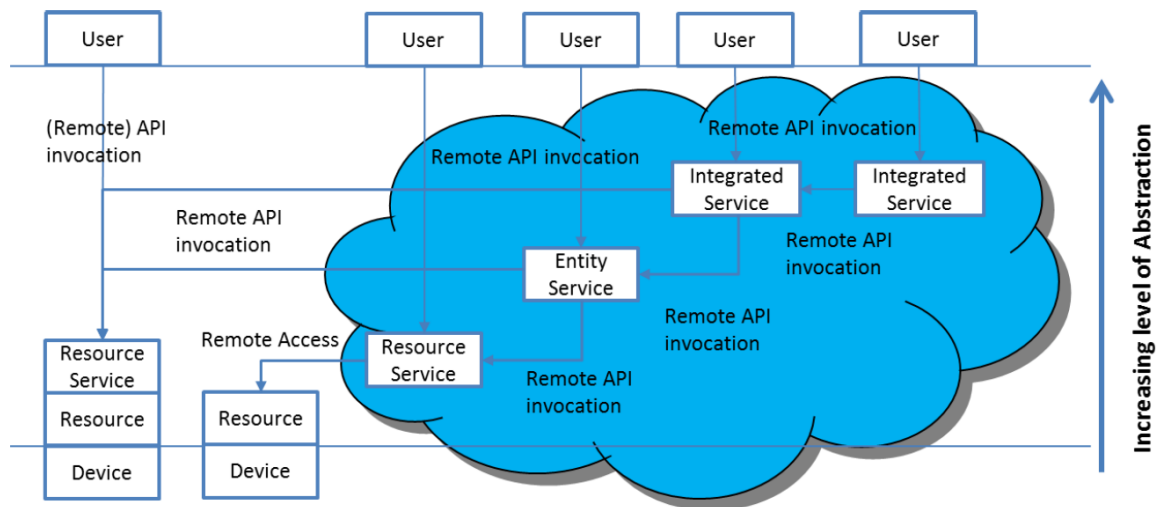 User
User
User
User
User
(Remote) API
invocation
Remote API invocation
Remote API invocation
Integrated
Service
Integrated
Service
Remote API
invocation
Remote API
invocation
Entity
Service
Remote API
invocation
Remote Access
Resource
Service
Resource
Service
Remote API
invocation
Resource
Resource
Device
Device
Increasing level of Abstraction